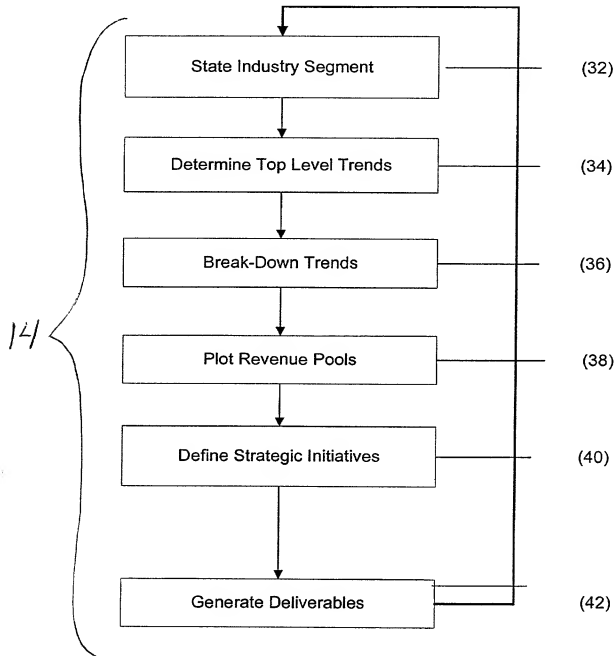 State Industry Segment (32)
Determine Top Level Trends (34)
Break-Down Trends (36)
14
Plot Revenue Pools (38)
Define Strategic Initiatives (40)
Generate Deliverables (42)